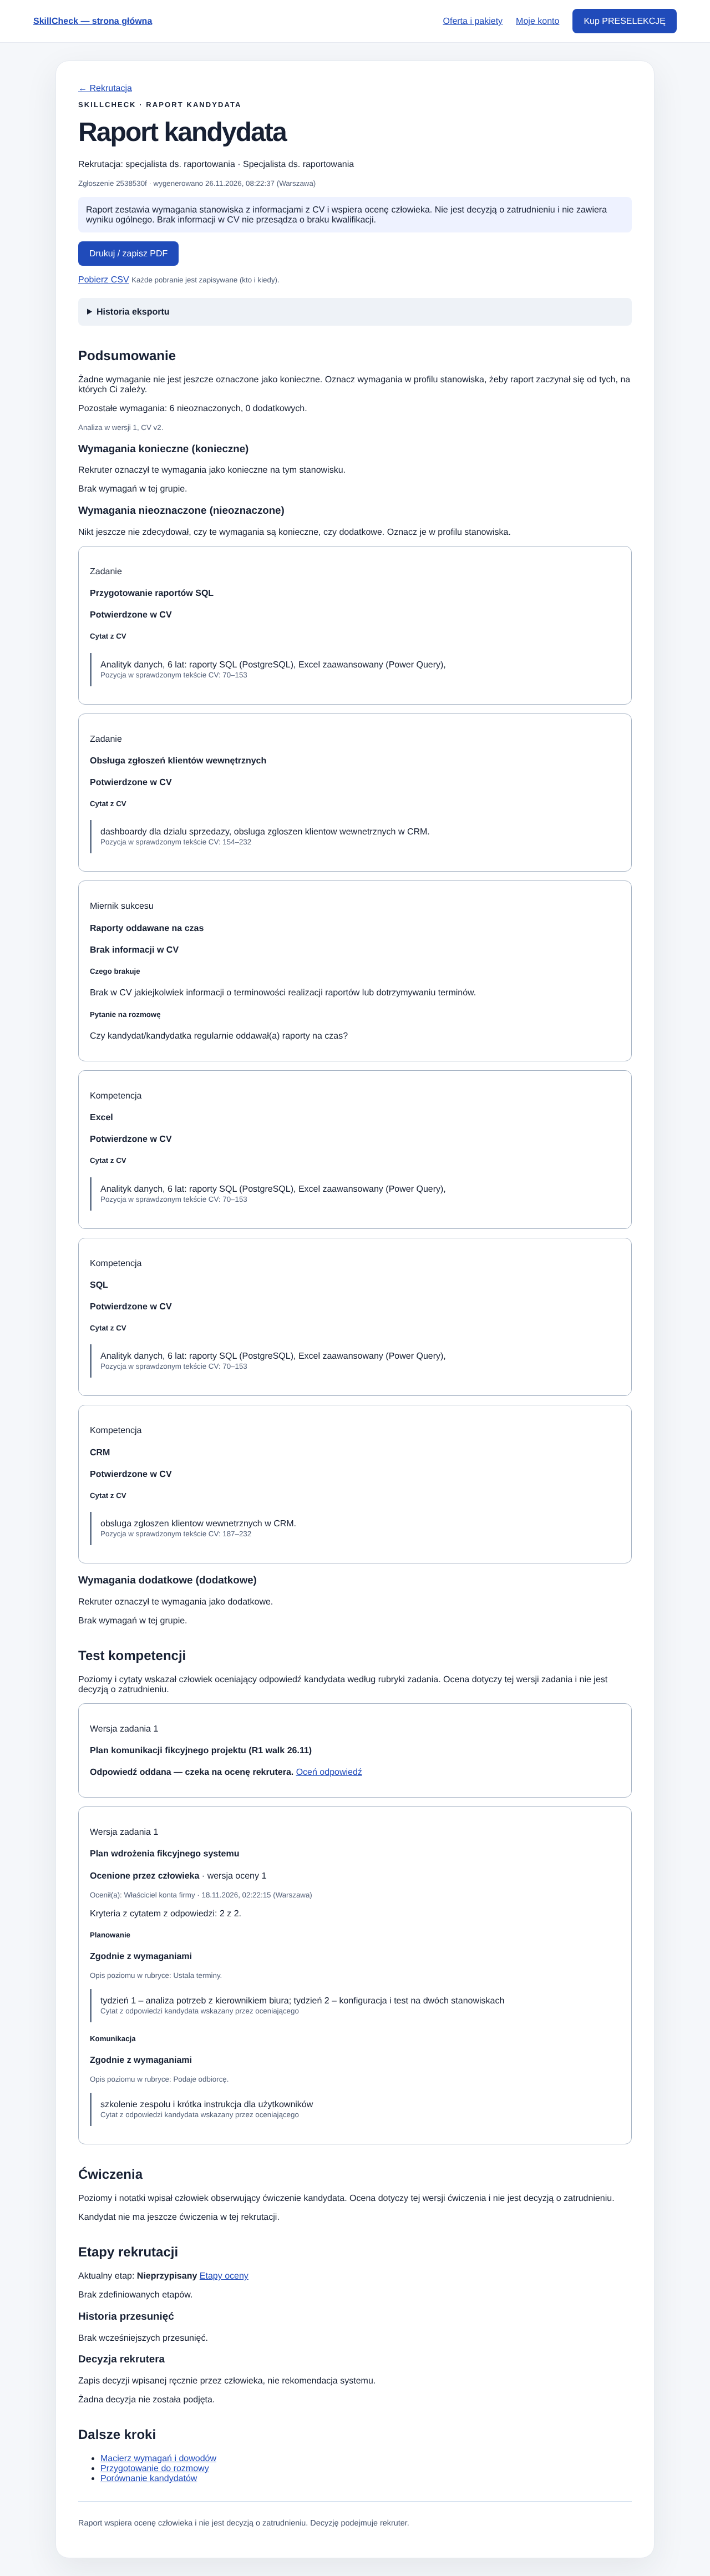 SkillCheck — strona główna
Oferta i pakiety
Moje konto
Kup PRESELEKCJĘ
← Rekrutacja
SKILLCHECK · RAPORT KANDYDATA
Raport kandydata
Rekrutacja: specjalista ds. raportowania · Specjalista ds. raportowania
Zgłoszenie 2538530f · wygenerowano 26.11.2026, 08:22:37 (Warszawa)
Raport zestawia wymagania stanowiska z informacjami z CV i wspiera ocenę człowieka. Nie jest decyzją o zatrudnieniu i nie zawiera
wyniku ogólnego. Brak informacji w CV nie przesądza o braku kwalifikacji.
Drukuj / zapisz PDF
Pobierz CSV Każde pobranie jest zapisywane (kto i kiedy).
▶ Historia eksportu
Podsumowanie
Żadne wymaganie nie jest jeszcze oznaczone jako konieczne. Oznacz wymagania w profilu stanowiska, żeby raport zaczynał się od tych, na
których Ci zależy.
Pozostałe wymagania: 6 nieoznaczonych, 0 dodatkowych.
Analiza w wersji 1, CV v2.
Wymagania konieczne (konieczne)
Rekruter oznaczył te wymagania jako konieczne na tym stanowisku.
Brak wymagań w tej grupie.
Wymagania nieoznaczone (nieoznaczone)
Nikt jeszcze nie zdecydował, czy te wymagania są konieczne, czy dodatkowe. Oznacz je w profilu stanowiska.
Zadanie
Przygotowanie raportów SQL
Potwierdzone w CV
Cytat z CV
Analityk danych, 6 lat: raporty SQL (PostgreSQL), Excel zaawansowany (Power Query),
Pozycja w sprawdzonym tekście CV: 70–153
Zadanie
Obsługa zgłoszeń klientów wewnętrznych
Potwierdzone w CV
Cytat z CV
dashboardy dla dzialu sprzedazy, obsluga zgloszen klientow wewnetrznych w CRM.
Pozycja w sprawdzonym tekście CV: 154–232
Miernik sukcesu
Raporty oddawane na czas
Brak informacji w CV
Czego brakuje
Brak w CV jakiejkolwiek informacji o terminowości realizacji raportów lub dotrzymywaniu terminów.
Pytanie na rozmowę
Czy kandydat/kandydatka regularnie oddawał(a) raporty na czas?
Kompetencja
Excel
Potwierdzone w CV
Cytat z CV
Analityk danych, 6 lat: raporty SQL (PostgreSQL), Excel zaawansowany (Power Query),
Pozycja w sprawdzonym tekście CV: 70–153
Kompetencja
SQL
Potwierdzone w CV
Cytat z CV
Analityk danych, 6 lat: raporty SQL (PostgreSQL), Excel zaawansowany (Power Query),
Pozycja w sprawdzonym tekście CV: 70–153
Kompetencja
CRM
Potwierdzone w CV
Cytat z CV
obsluga zgloszen klientow wewnetrznych w CRM.
Pozycja w sprawdzonym tekście CV: 187–232
Wymagania dodatkowe (dodatkowe)
Rekruter oznaczył te wymagania jako dodatkowe.
Brak wymagań w tej grupie.
Test kompetencji
Poziomy i cytaty wskazał człowiek oceniający odpowiedź kandydata według rubryki zadania. Ocena dotyczy tej wersji zadania i nie jest
decyzją o zatrudnieniu.
Wersja zadania 1
Plan komunikacji fikcyjnego projektu (R1 walk 26.11)
Odpowiedź oddana — czeka na ocenę rekrutera. Oceń odpowiedź
Wersja zadania 1
Plan wdrożenia fikcyjnego systemu
Ocenione przez człowieka · wersja oceny 1
Ocenił(a): Właściciel konta firmy · 18.11.2026, 02:22:15 (Warszawa)
Kryteria z cytatem z odpowiedzi: 2 z 2.
Planowanie
Zgodnie z wymaganiami
Opis poziomu w rubryce: Ustala terminy.
tydzień 1 – analiza potrzeb z kierownikiem biura; tydzień 2 – konfiguracja i test na dwóch stanowiskach
Cytat z odpowiedzi kandydata wskazany przez oceniającego
Komunikacja
Zgodnie z wymaganiami
Opis poziomu w rubryce: Podaje odbiorcę.
szkolenie zespołu i krótka instrukcja dla użytkowników
Cytat z odpowiedzi kandydata wskazany przez oceniającego
Ćwiczenia
Poziomy i notatki wpisał człowiek obserwujący ćwiczenie kandydata. Ocena dotyczy tej wersji ćwiczenia i nie jest decyzją o zatrudnieniu.
Kandydat nie ma jeszcze ćwiczenia w tej rekrutacji.
Etapy rekrutacji
Aktualny etap: Nieprzypisany Etapy oceny
Brak zdefiniowanych etapów.
Historia przesunięć
Brak wcześniejszych przesunięć.
Decyzja rekrutera
Zapis decyzji wpisanej ręcznie przez człowieka, nie rekomendacja systemu.
Żadna decyzja nie została podjęta.
Dalsze kroki
• Macierz wymagań i dowodów
• Przygotowanie do rozmowy
• Porównanie kandydatów
Raport wspiera ocenę człowieka i nie jest decyzją o zatrudnieniu. Decyzję podejmuje rekruter.